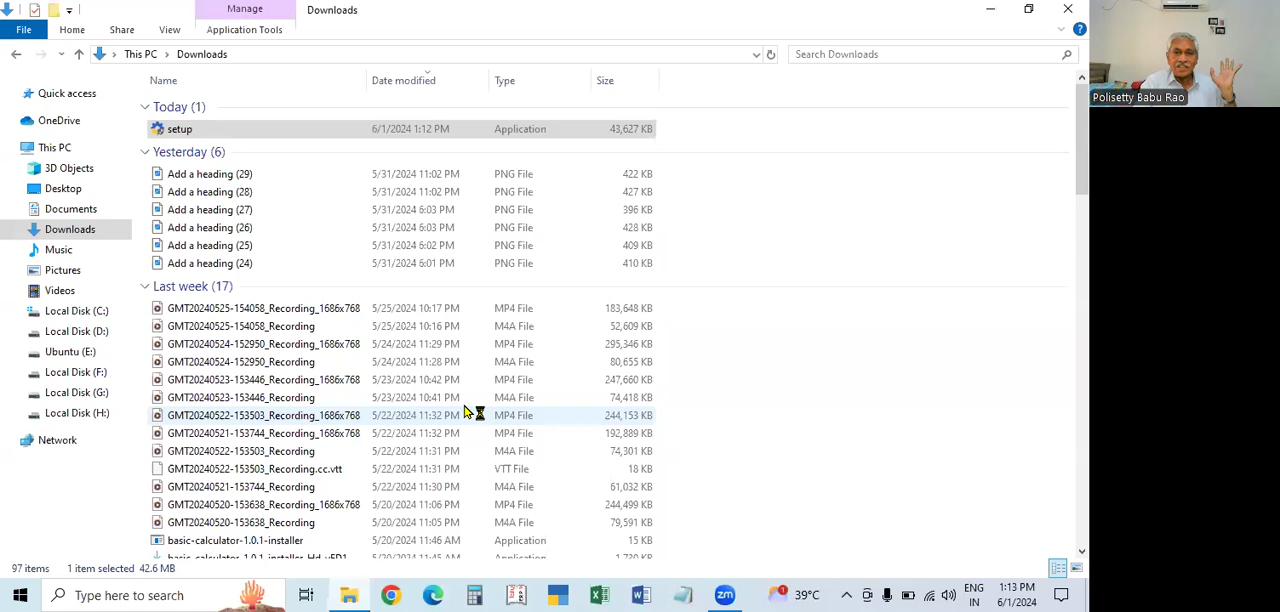 Manage
Downloads
File
Home
Share
View
Application Tools
This PC
Downloads
Search Downloads
Name
Date modified
Type
Size
Quick access
OneDrive
This PC
3D Objects
Desktop
Documents
Downloads
Music
Pictures
Videos
Local Disk (C:)
Local Disk (D:)
Ubuntu (E:)
Local Disk (F:)
Local Disk (G:)
Local Disk (H:)
Network
Today (1)
setup 6/1/2024 1:12 PM Application 43,627 KB
Yesterday (6)
Add a heading (29) 5/31/2024 11:02 PM PNG File 422 KB
Add a heading (28) 5/31/2024 11:02 PM PNG File 427 KB
Add a heading (27) 5/31/2024 6:03 PM PNG File 396 KB
Add a heading (26) 5/31/2024 6:03 PM PNG File 428 KB
Add a heading (25) 5/31/2024 6:02 PM PNG File 409 KB
Add a heading (24) 5/31/2024 6:01 PM PNG File 410 KB
Last week (17)
GMT20240525-154058_Recording_1686x768 5/25/2024 10:17 PM MP4 File 183,648 KB
GMT20240525-154058_Recording 5/25/2024 10:16 PM M4A File 52,609 KB
GMT20240524-152950_Recording_1686x768 5/24/2024 11:29 PM MP4 File 295,346 KB
GMT20240524-152950_Recording 5/24/2024 11:28 PM M4A File 80,655 KB
GMT20240523-153446_Recording_1686x768 5/23/2024 10:42 PM MP4 File 247,660 KB
GMT20240523-153446_Recording 5/23/2024 10:41 PM M4A File 74,418 KB
GMT20240522-153503_Recording_1686x768 5/22/2024 11:32 PM MP4 File 244,153 KB
GMT20240521-153744_Recording_1686x768 5/22/2024 11:32 PM MP4 File 192,889 KB
GMT20240522-153503_Recording 5/22/2024 11:31 PM M4A File 74,301 KB
GMT20240522-153503_Recording.cc.vtt 5/22/2024 11:31 PM VTT File 18 KB
GMT20240521-153744_Recording 5/22/2024 11:30 PM M4A File 61,032 KB
GMT20240520-153638_Recording_1686x768 5/20/2024 11:06 PM MP4 File 244,499 KB
GMT20240520-153638_Recording 5/20/2024 11:05 PM M4A File 79,591 KB
basic-calculator-1.0.1-installer 5/20/2024 11:46 AM Application 15 KB
97 items 1 item selected 42.6 MB
Type here to search
39°C
ENG
IN
1:13 PM
6/1/2024
Polisetty Babu Rao